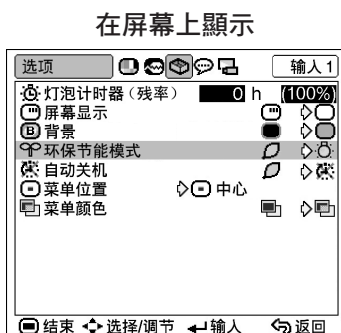 在屏幕上顯示
选项 输入1
灯泡计时器（残率） 0 h (100%)
屏幕显示
B 背景
环保节能模式
自动关机
菜单位置 中心
菜单颜色
结束 选择/调节 输入 返回